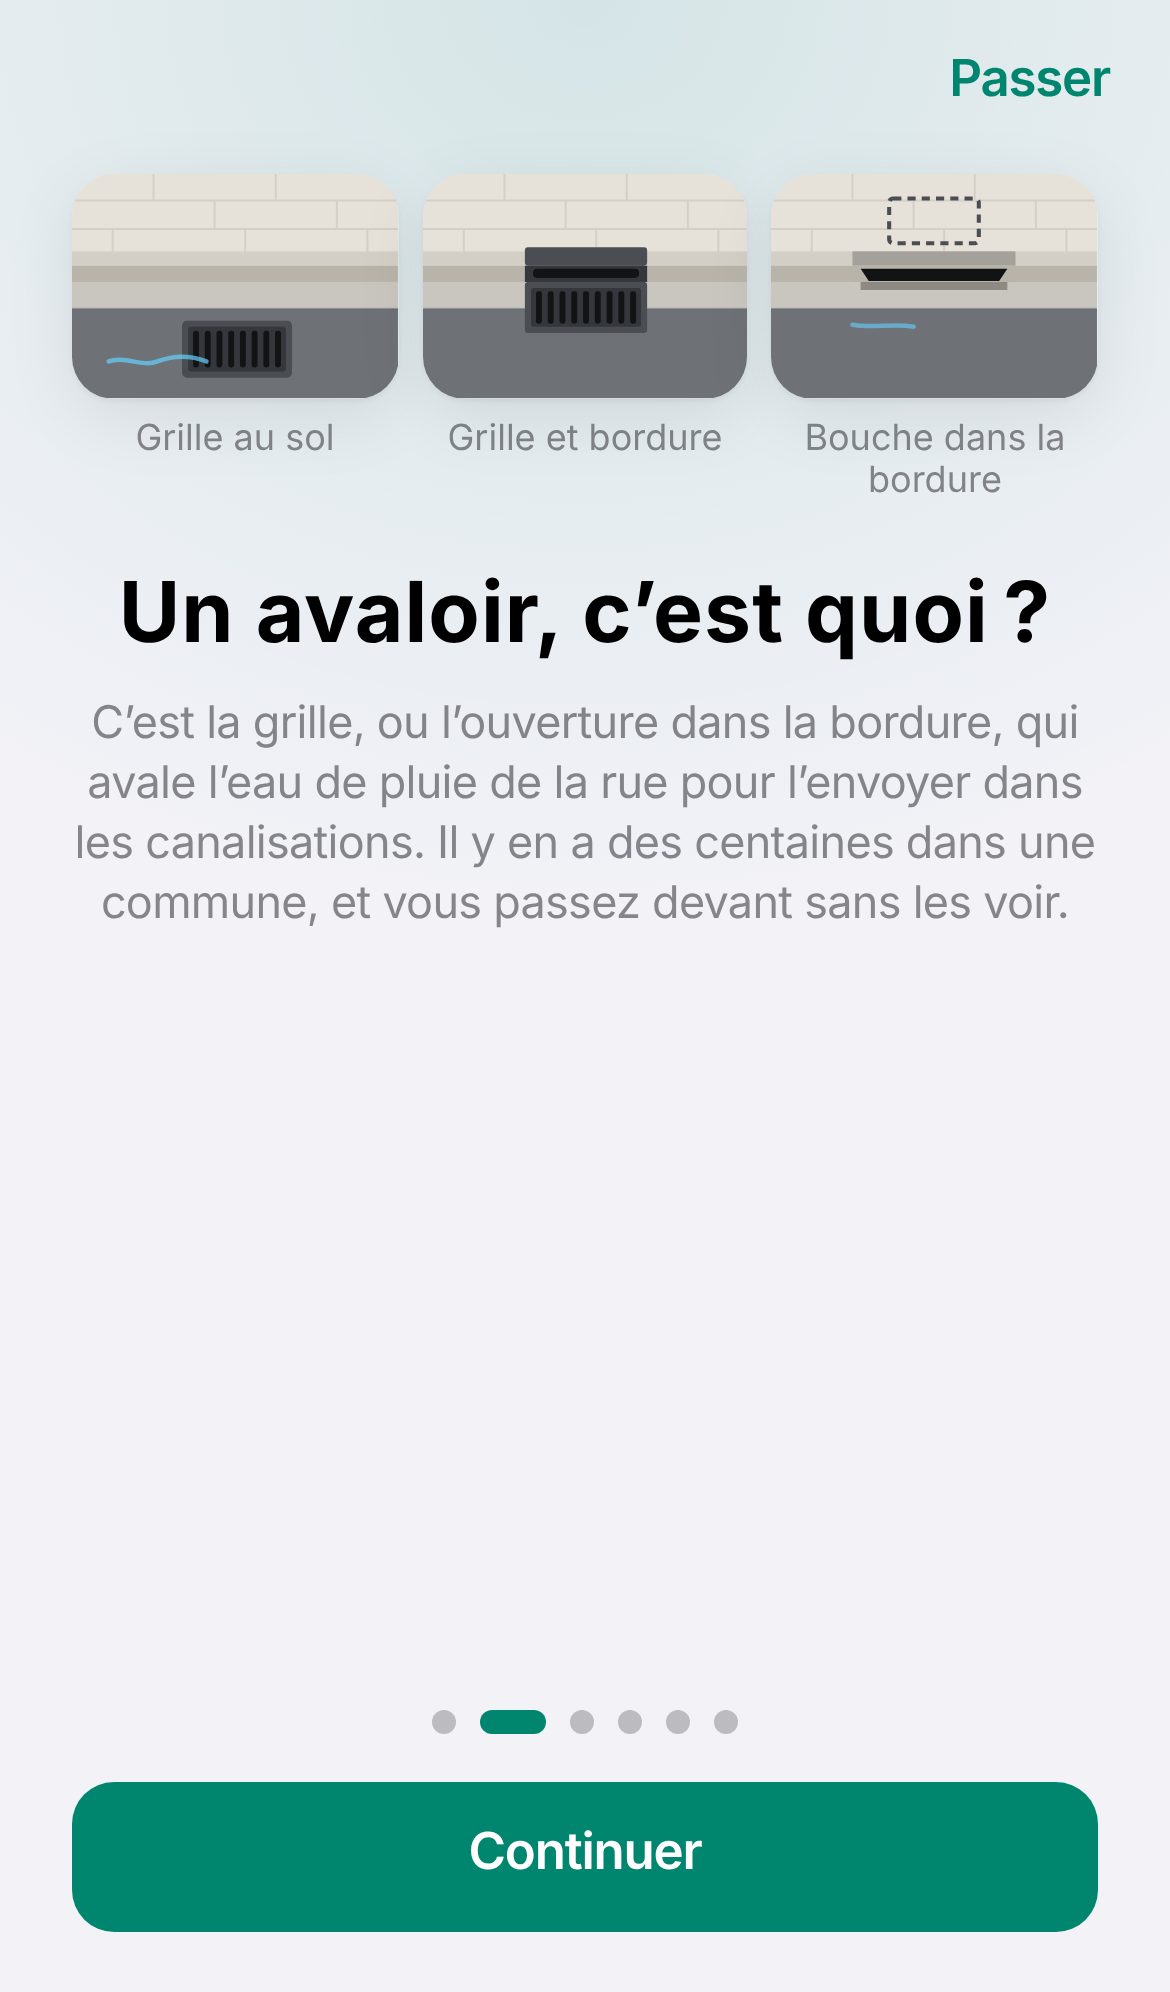 Passer
Grille au sol
Grille et bordure
Bouche dans la
bordure
Un avaloir, c’est quoi ?
C’est la grille, ou l’ouverture dans la bordure, qui
avale l’eau de pluie de la rue pour l’envoyer dans
les canalisations. Il y en a des centaines dans une
commune, et vous passez devant sans les voir.
Continuer